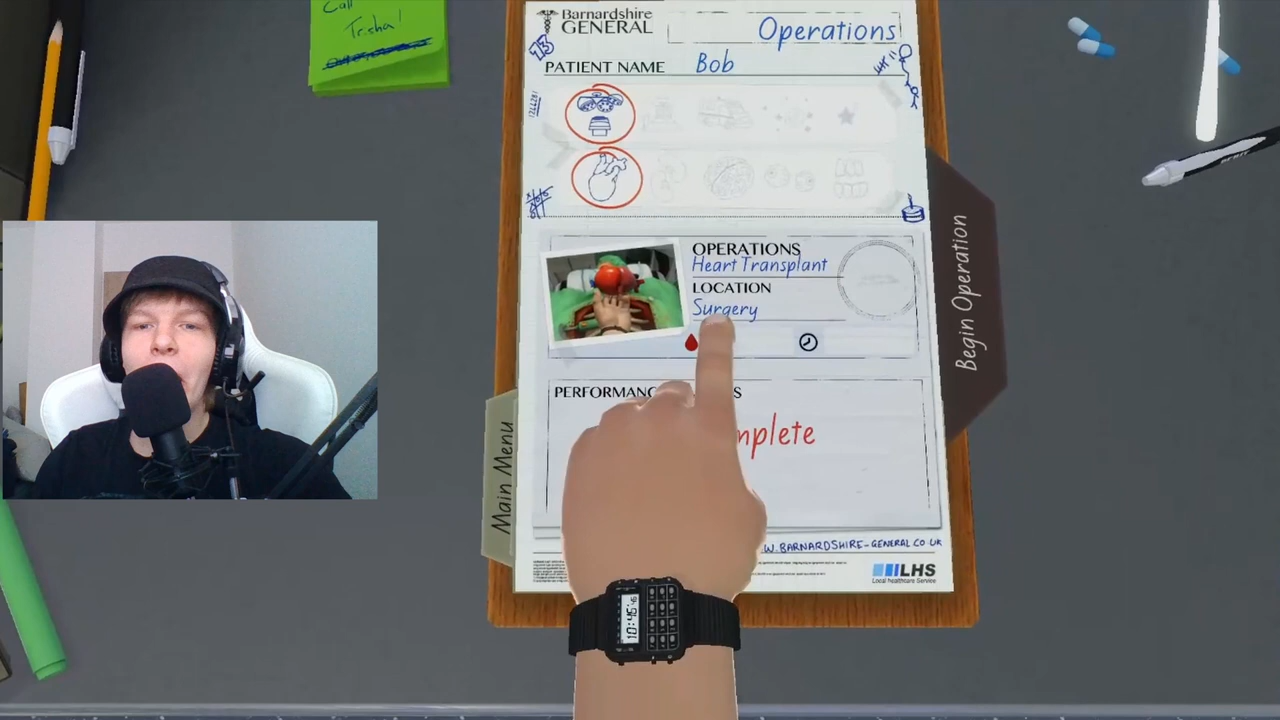 Call
Trisha!
Barnardshire
GENERAL
Operations
13
PATIENT NAME Bob
OPERATIONS
Heart Transplant
LOCATION
Surgery
Begin Operation
Main Menu
mplete
W.BARNARDSHIRE-GENERAL.CO.UK
LHS
Local healthcare Service